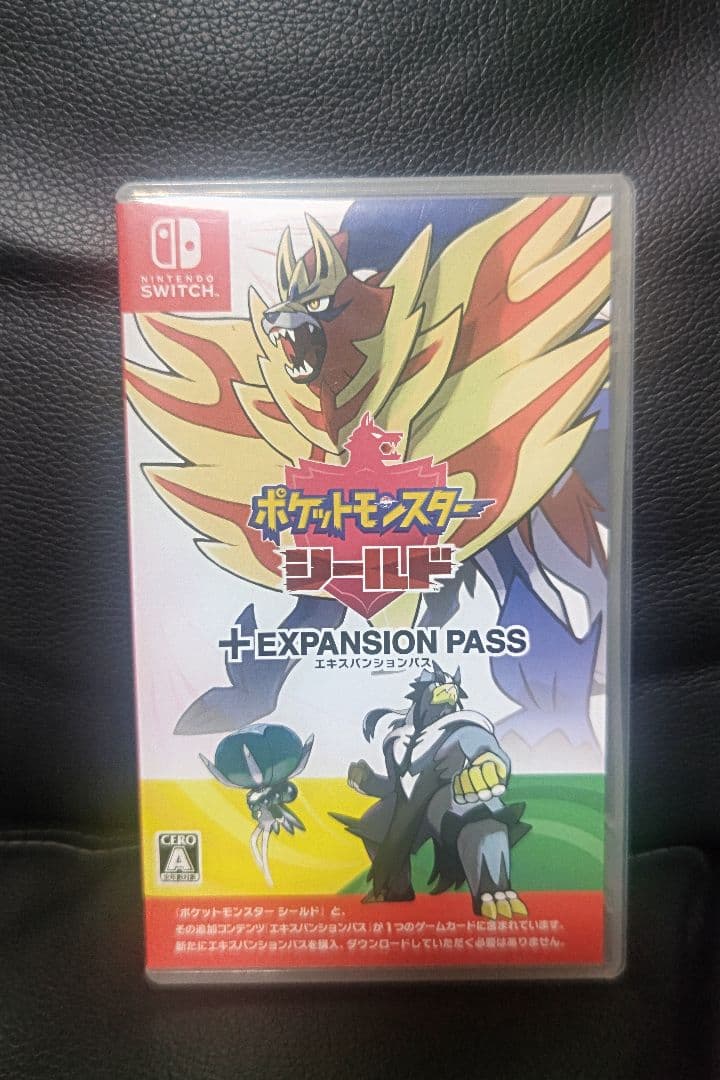 NINTENDO
SWITCH™
ポケットモンスター
シールド
+EXPANSION PASS
エキスパンションパス
CERO
A
全年齢対象
『ポケットモンスター シールド』と、
その追加コンテンツ『エキスパンションパス』が1つのゲームカードに含まれています。
新たにエキスパンションパスを購入、ダウンロードしていただく必要はありません。